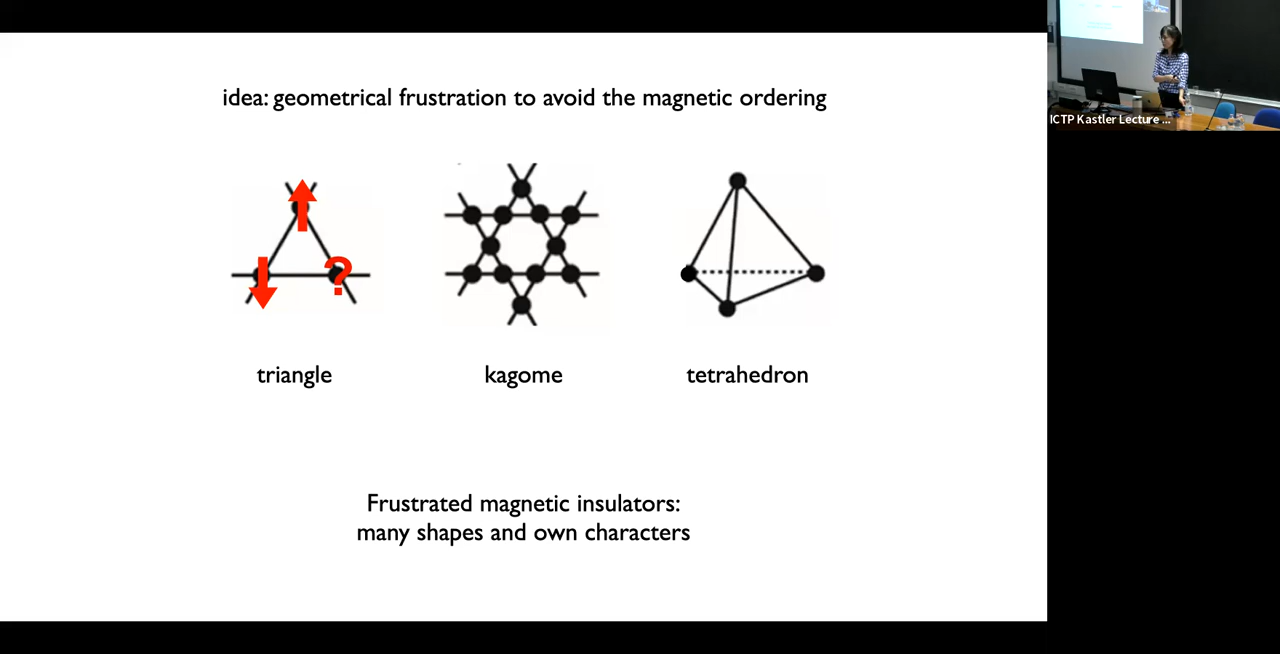 idea: geometrical frustration to avoid the magnetic ordering
?
triangle
kagome
tetrahedron
Frustrated magnetic insulators:
many shapes and own characters
ICTP Kastler Lecture ...